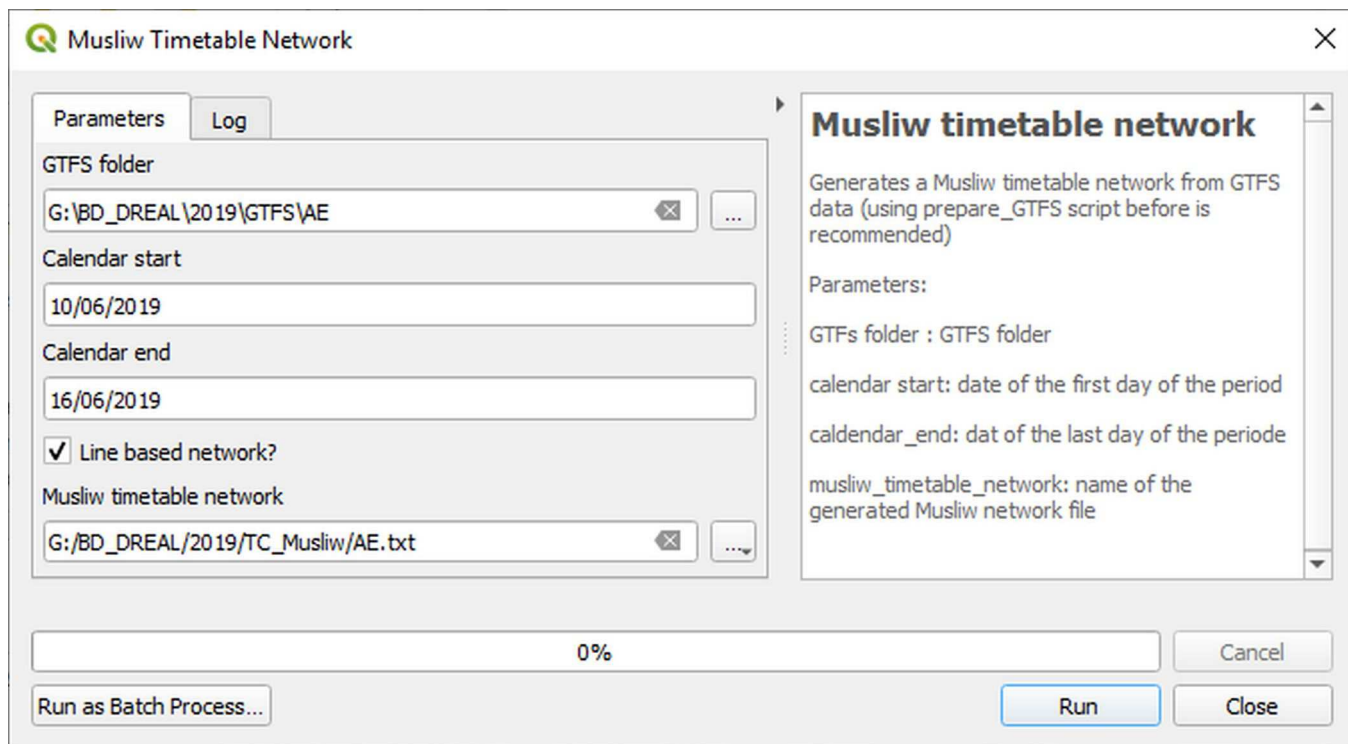 Musliw Timetable Network
Parameters
Log
GTFS folder
G:\BD_DREAL\2019\GTFS\AE
...
Calendar start
10/06/2019
Calendar end
16/06/2019
Line based network?
Musliw timetable network
G:/BD_DREAL/2019/TC_Musliw/AE.txt
...
Musliw timetable network
Generates a Musliw timetable network from GTFS
data (using prepare_GTFS script before is
recommended)
Parameters:
GTFs folder : GTFS folder
calendar start: date of the first day of the period
caldendar_end: dat of the last day of the periode
musliw_timetable_network: name of the
generated Musliw network file
0%
Cancel
Run as Batch Process...
Run
Close